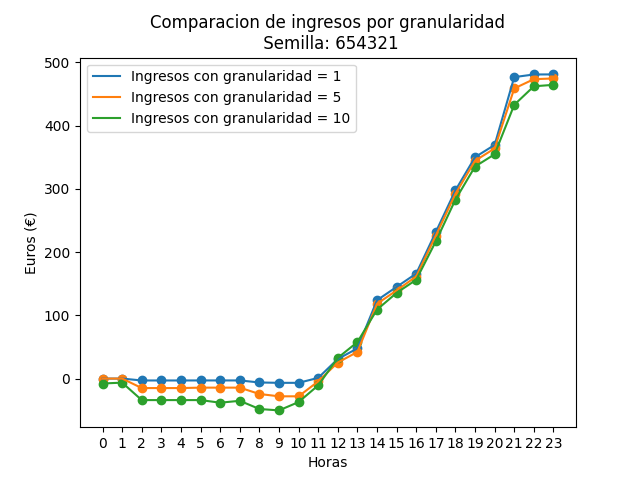 Comparacion de ingresos por granularidad
Semilla: 654321
Ingresos con granularidad = 1
Ingresos con granularidad = 5
Ingresos con granularidad = 10
500
400
300
200
100
0
Euros (€)
0 1 2 3 4 5 6 7 8 9 10 11 12 13 14 15 16 17 18 19 20 21 22 23
Horas